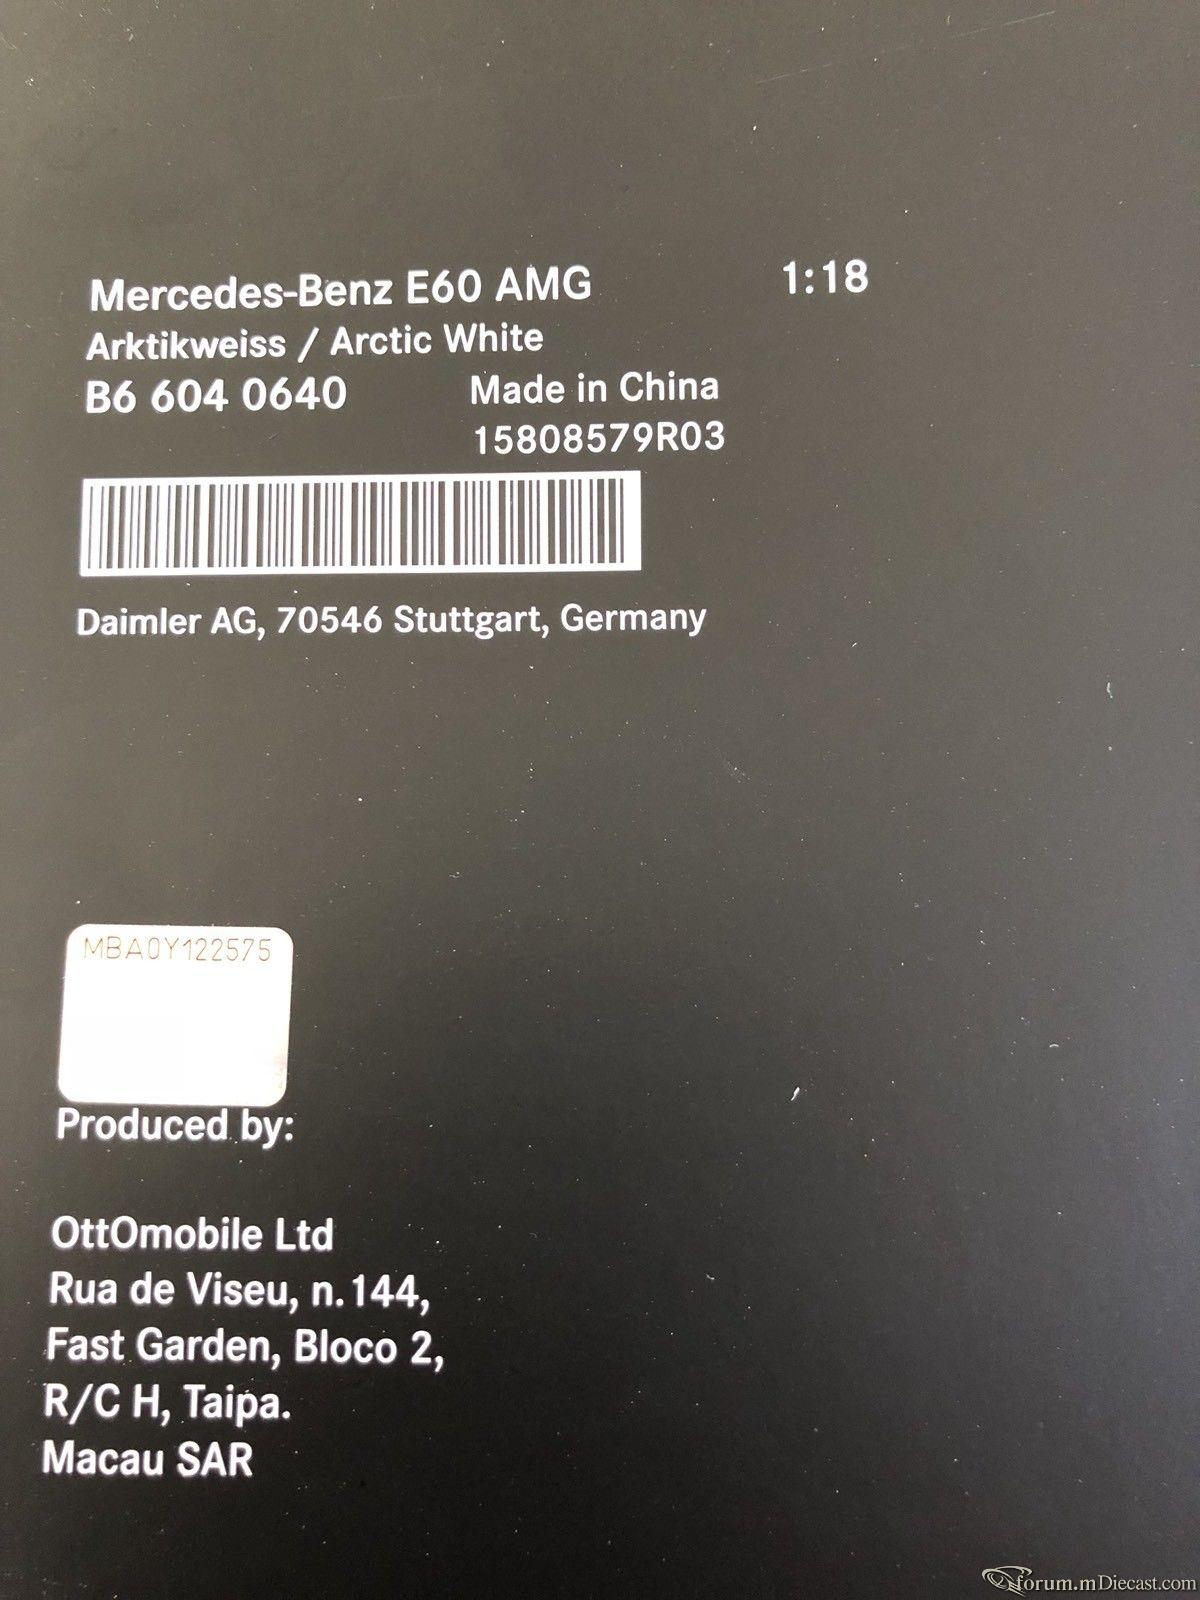 Mercedes-Benz E60 AMG 1:18
Arktikweiss / Arctic White
B6 604 0640 Made in China
15808579R03
Daimler AG, 70546 Stuttgart, Germany
MBA0Y122575
Produced by:
OttOmobile Ltd
Rua de Viseu, n.144,
Fast Garden, Bloco 2,
R/C H, Taipa.
Macau SAR
forum.mDiecast.com